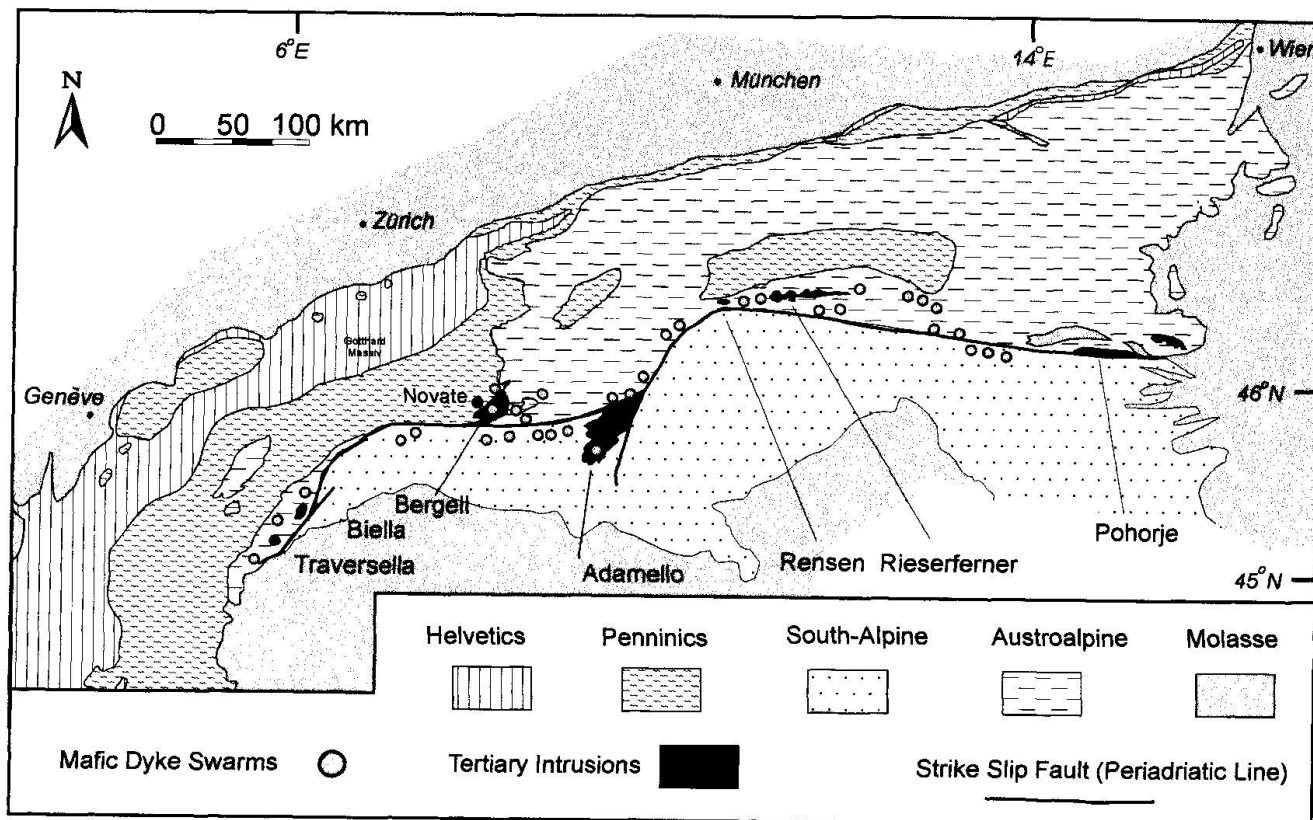 6°E
14°E
Wien
München
N
0 50 100 km
Zürich
Gotthard
Massiv
Genève
Novate
46°N
Bergell
Biella
Traversella
Adamello
Rensen
Rieserferner
Pohorje
45°N
Helvetics
Penninics
South-Alpine
Austroalpine
Molasse
Mafic Dyke Swarms
Tertiary Intrusions
Strike Slip Fault (Periadriatic Line)